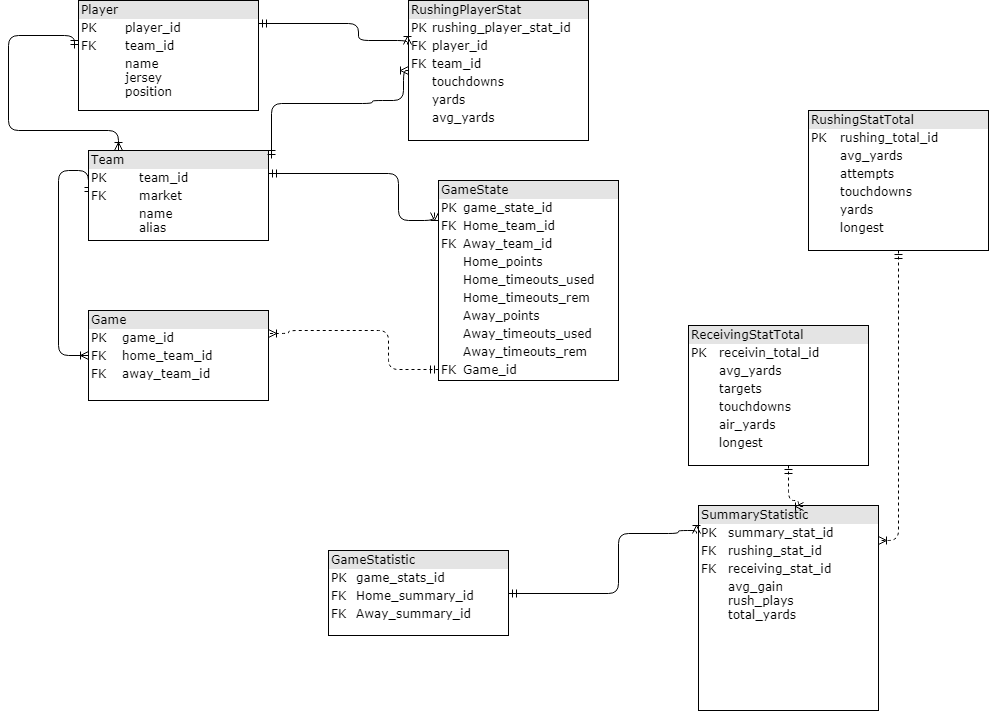 Player
PK player_id
FK team_id
name
jersey
position
RushingPlayerStat
PK rushing_player_stat_id
FK player_id
FK team_id
touchdowns
yards
avg_yards
RushingStatTotal
PK rushing_total_id
avg_yards
attempts
touchdowns
yards
longest
Team
PK team_id
FK market
name
alias
GameState
PK game_state_id
FK Home_team_id
FK Away_team_id
Home_points
Home_timeouts_used
Home_timeouts_rem
Away_points
Away_timeouts_used
Away_timeouts_rem
FK Game_id
Game
PK game_id
FK home_team_id
FK away_team_id
ReceivingStatTotal
PK receivin_total_id
avg_yards
targets
touchdowns
air_yards
longest
SummaryStatistic
PK summary_stat_id
FK rushing_stat_id
FK receiving_stat_id
avg_gain
rush_plays
total_yards
GameStatistic
PK game_stats_id
FK Home_summary_id
FK Away_summary_id